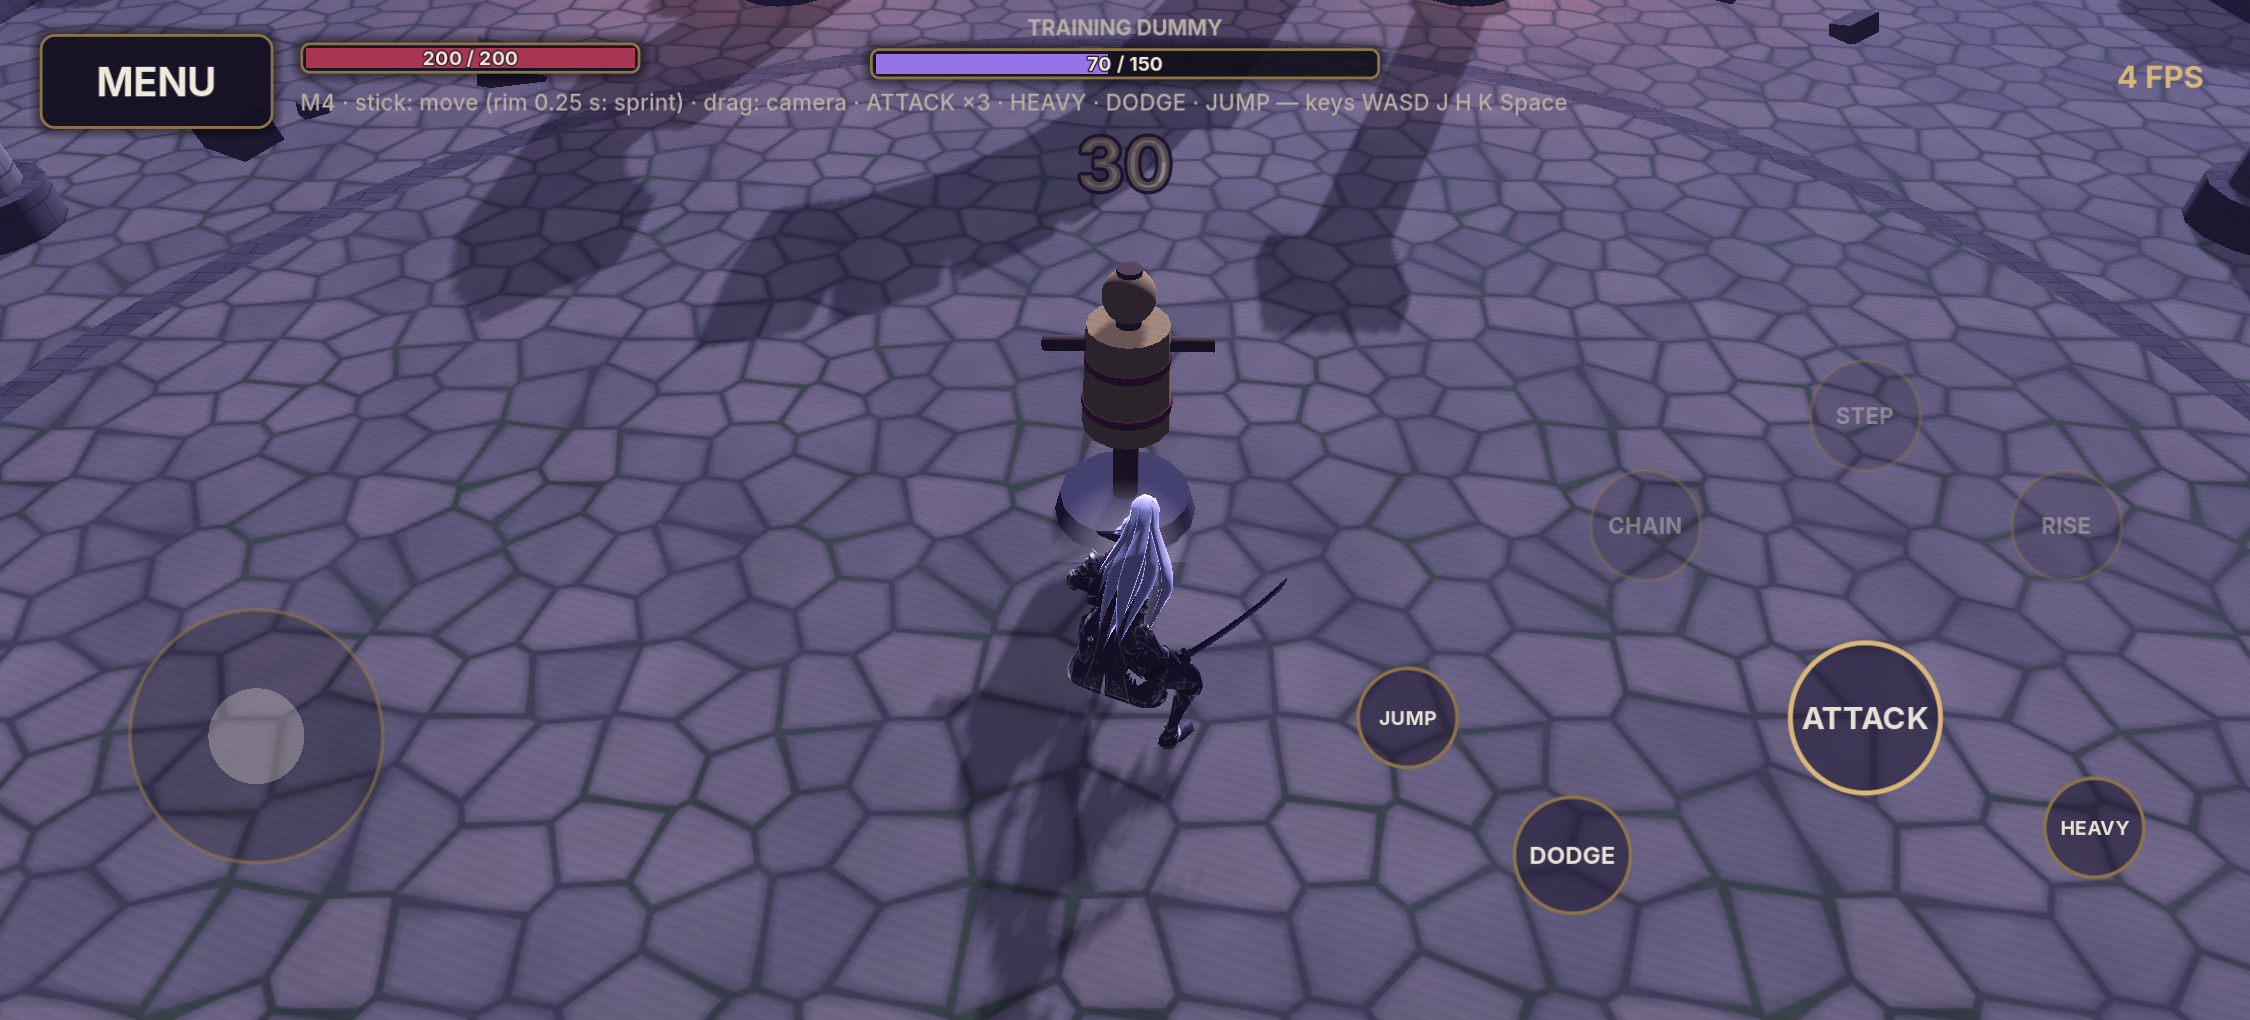 MENU
200 / 200
TRAINING DUMMY
70 / 150
4 FPS
M4 · stick: move (rim 0.25 s: sprint) · drag: camera · ATTACK ×3 · HEAVY · DODGE · JUMP — keys WASD J H K Space
30
STEP
CHAIN
RISE
JUMP
ATTACK
DODGE
HEAVY